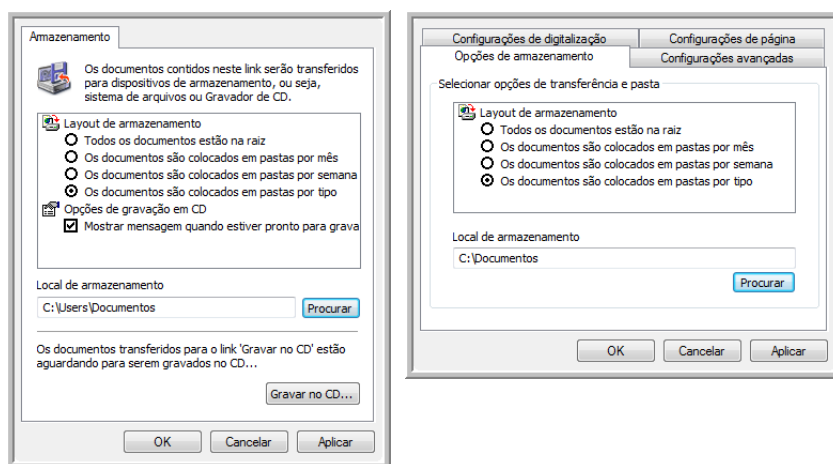 Armazenamento
Os documentos contidos neste link serão transferidos
para dispositivos de armazenamento, ou seja,
sistema de arquivos ou Gravador de CD.
Layout de armazenamento
Todos os documentos estão na raiz
Os documentos são colocados em pastas por mês
Os documentos são colocados em pastas por semana
Os documentos são colocados em pastas por tipo
Opções de gravação em CD
Mostrar mensagem quando estiver pronto para grava
Local de armazenamento
C:\Users\Documentos
Procurar
Os documentos transferidos para o link 'Gravar no CD' estão
aguardando para serem gravados no CD...
Gravar no CD...
OK Cancelar Aplicar
Configurações de digitalização Configurações de página
Opções de armazenamento Configurações avançadas
Selecionar opções de transferência e pasta
Layout de armazenamento
Todos os documentos estão na raiz
Os documentos são colocados em pastas por mês
Os documentos são colocados em pastas por semana
Os documentos são colocados em pastas por tipo
Local de armazenamento
C:\Documentos
Procurar
OK Cancelar Aplicar